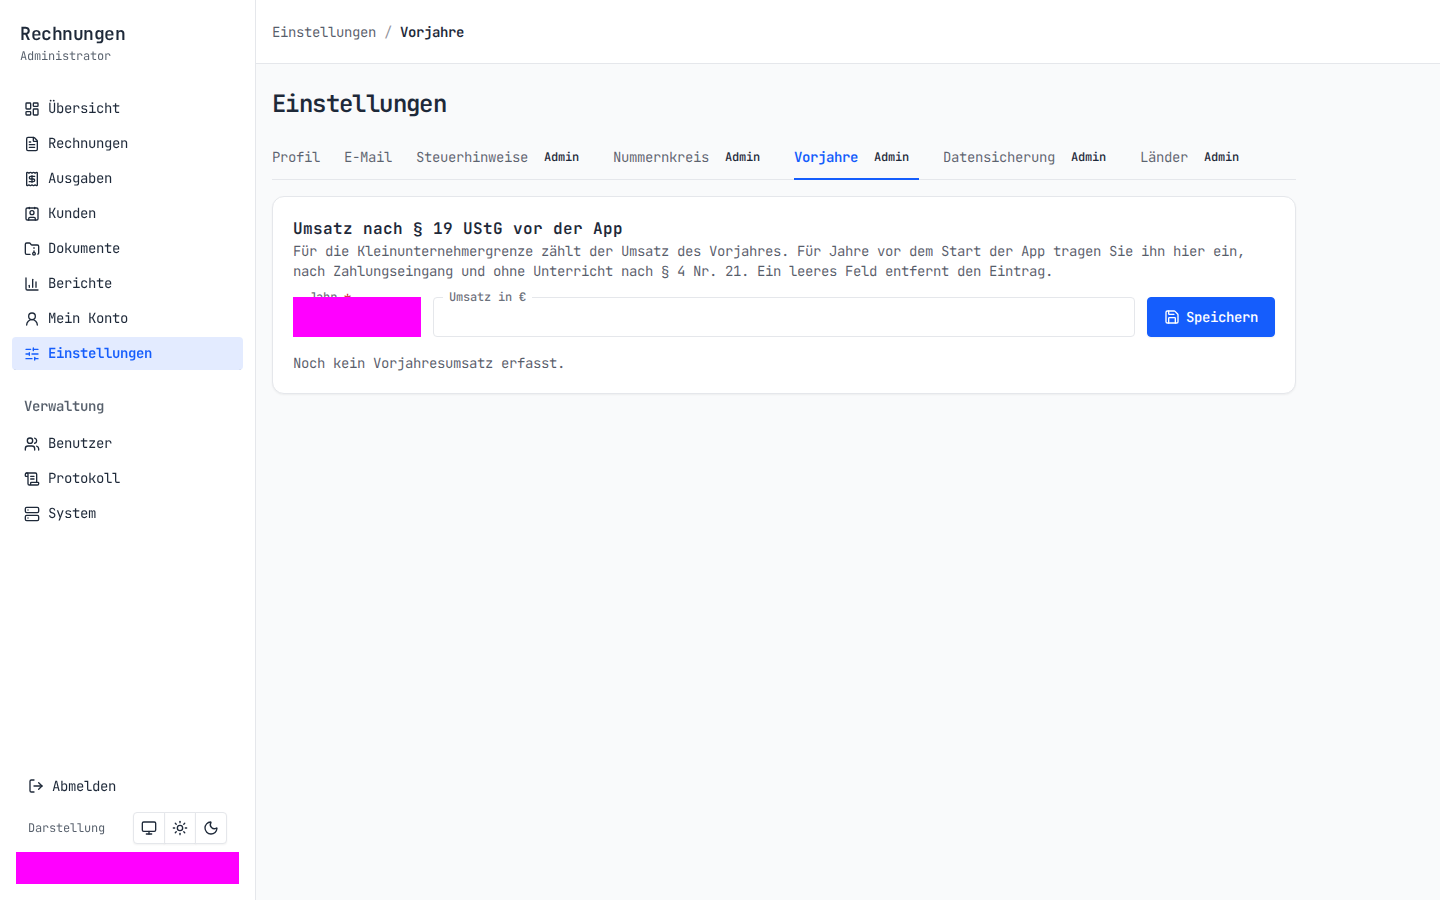 Rechnungen
Administrator
Übersicht
Rechnungen
Ausgaben
Kunden
Dokumente
Berichte
Mein Konto
Einstellungen
Verwaltung
Benutzer
Protokoll
System
Abmelden
Darstellung
Einstellungen / Vorjahre
Einstellungen
Profil E-Mail Steuerhinweise Admin Nummernkreis Admin Vorjahre Admin Datensicherung Admin Länder Admin
Umsatz nach § 19 UStG vor der App
Für die Kleinunternehmergrenze zählt der Umsatz des Vorjahres. Für Jahre vor dem Start der App tragen Sie ihn hier ein,
nach Zahlungseingang und ohne Unterricht nach § 4 Nr. 21. Ein leeres Feld entfernt den Eintrag.
Umsatz in €
Speichern
Noch kein Vorjahresumsatz erfasst.